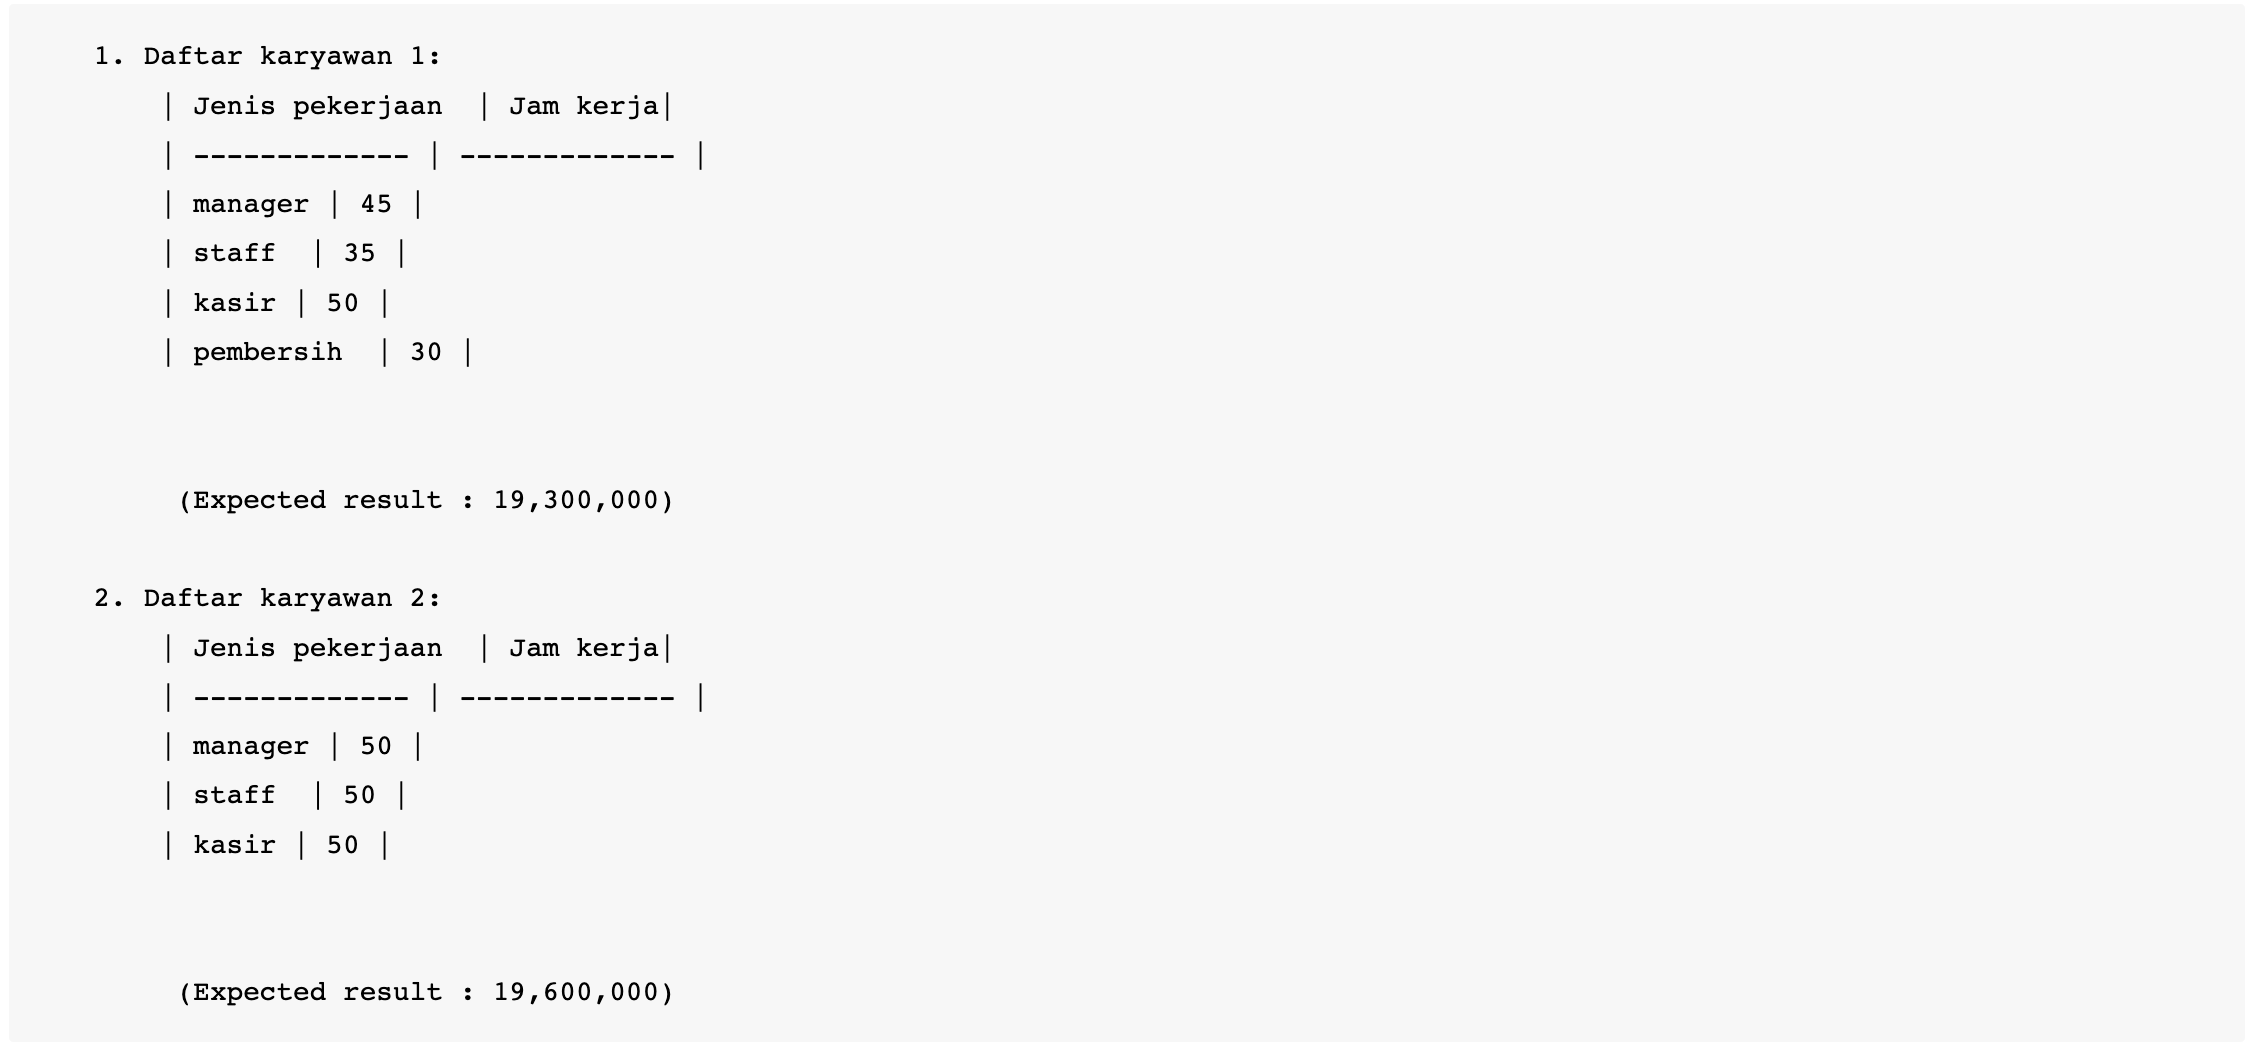 1. Daftar karyawan 1:
| Jenis pekerjaan  | Jam kerja|
| ------------- | ------------- |
| manager | 45 |
| staff  | 35 |
| kasir | 50 |
| pembersih  | 30 |
(Expected result : 19,300,000)
2. Daftar karyawan 2:
| Jenis pekerjaan  | Jam kerja|
| ------------- | ------------- |
| manager | 50 |
| staff  | 50 |
| kasir | 50 |
(Expected result : 19,600,000)